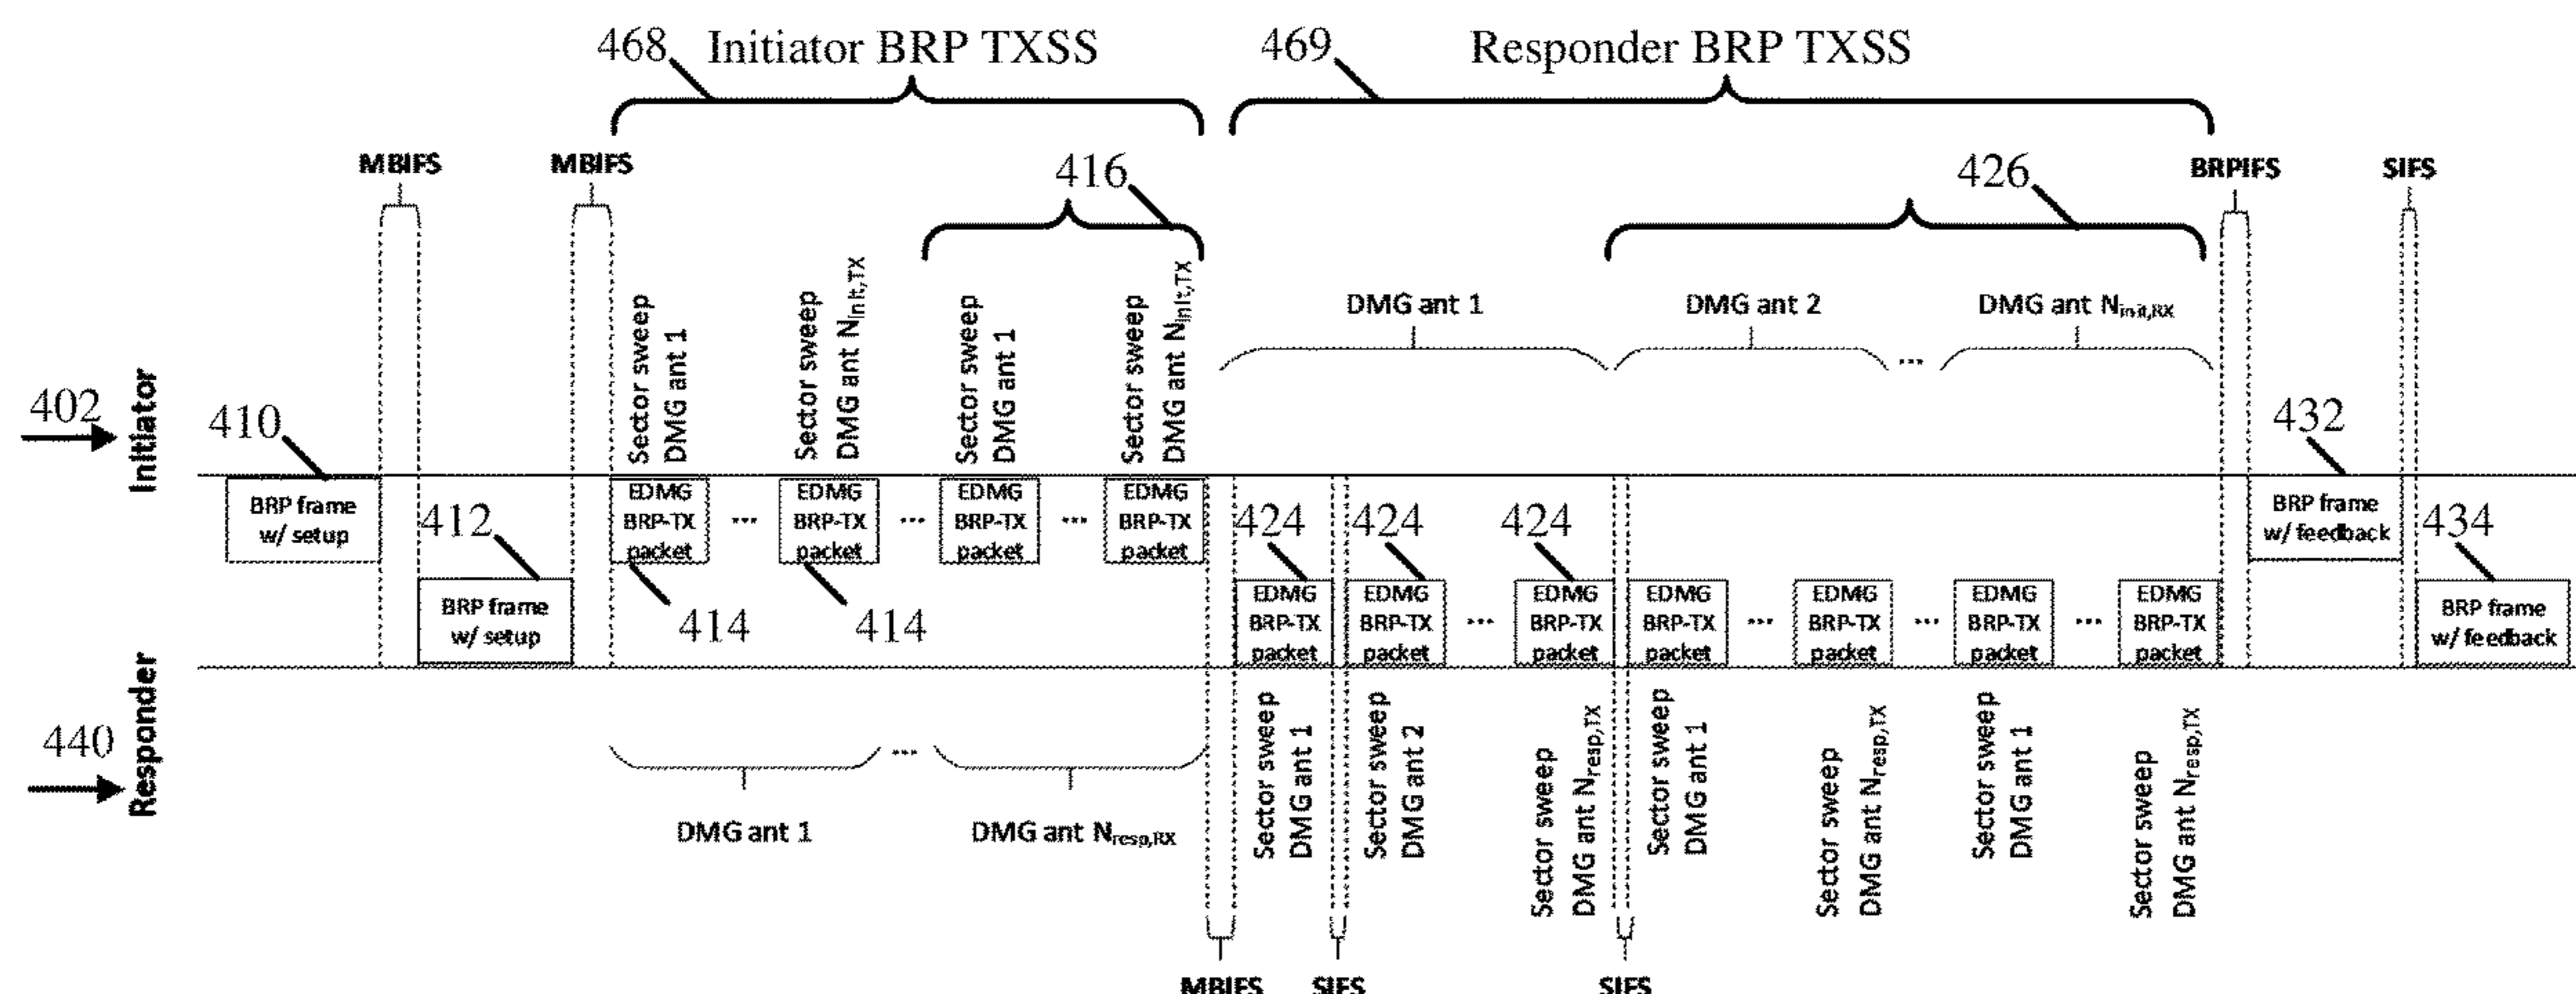 468 Initiator BRP TXSS
469 Responder BRP TXSS
MBIFS
MBIFS
416
426
BRPIFS
SIFS
Sector sweep
DMG ant 1
Sector sweep
DMG ant Ninit,TX
Sector sweep
DMG ant 1
Sector sweep
DMG ant Ninit,TX
DMG ant 1
DMG ant 2
...
DMG ant Ninit,RX
402
Initiator
410
BRP frame
w/ setup
412
BRP frame
w/ setup
EDMG
BRP-TX
packet
...
EDMG
BRP-TX
packet
...
EDMG
BRP-TX
packet
...
EDMG
BRP-TX
packet
414
414
424
424
424
EDMG
BRP-TX
packet
EDMG
BRP-TX
packet
...
EDMG
BRP-TX
packet
EDMG
BRP-TX
packet
...
EDMG
BRP-TX
packet
...
EDMG
BRP-TX
packet
...
EDMG
BRP-TX
packet
432
BRP frame
w/ feedback
434
BRP frame
w/ feedback
440
Responder
DMG ant 1
...
DMG ant Nresp,RX
Sector sweep
DMG ant 1
Sector sweep
DMG ant 2
Sector sweep
DMG ant Nresp,TX
Sector sweep
DMG ant 1
Sector sweep
DMG ant Nresp,TX
Sector sweep
DMG ant 1
Sector sweep
DMG ant Nresp,TX
MBIFS
SIFS
SIFS